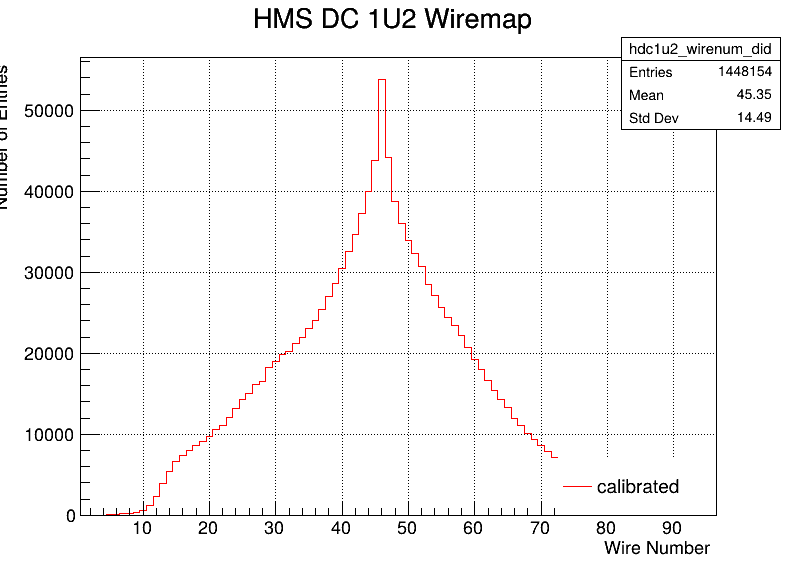 HMS DC 1U2 Wiremap
hdc1u2_wirenum_did
Entries 1448154
Mean 45.35
Std Dev 14.49
Number of Entries
50000
40000
30000
20000
10000
0
calibrated
10 20 30 40 50 60 70 80 90
Wire Number